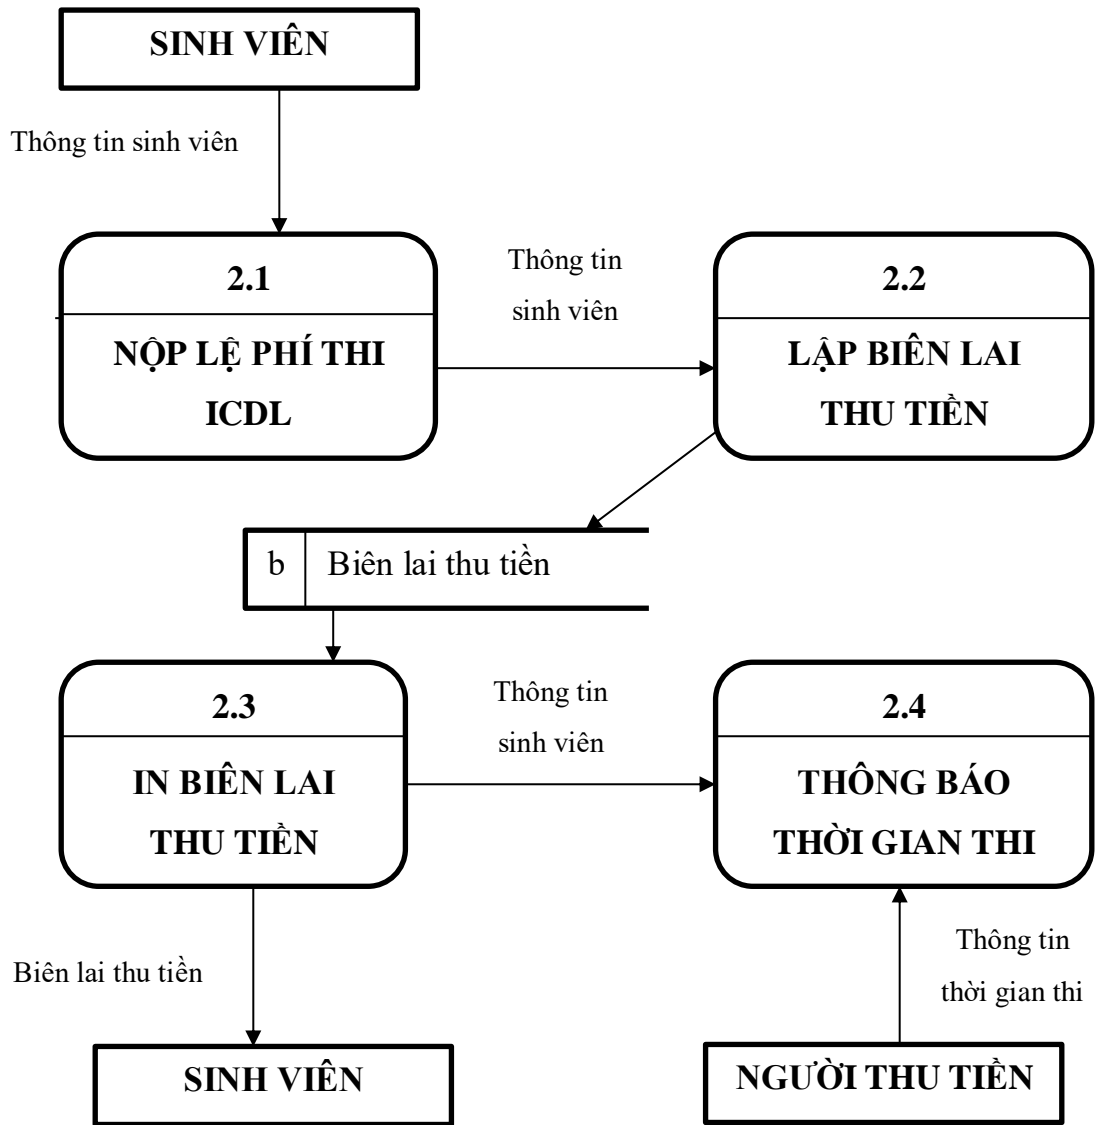 SINH VIÊN
Thông tin sinh viên
2.1
NỘP LỆ PHÍ THI
ICDL
Thông tin
sinh viên
2.2
LẬP BIÊN LAI
THU TIỀN
b
Biên lai thu tiền
2.3
IN BIÊN LAI
THU TIỀN
Thông tin
sinh viên
2.4
THÔNG BÁO
THỜI GIAN THI
Biên lai thu tiền
Thông tin
thời gian thi
SINH VIÊN
NGƯỜI THU TIỀN